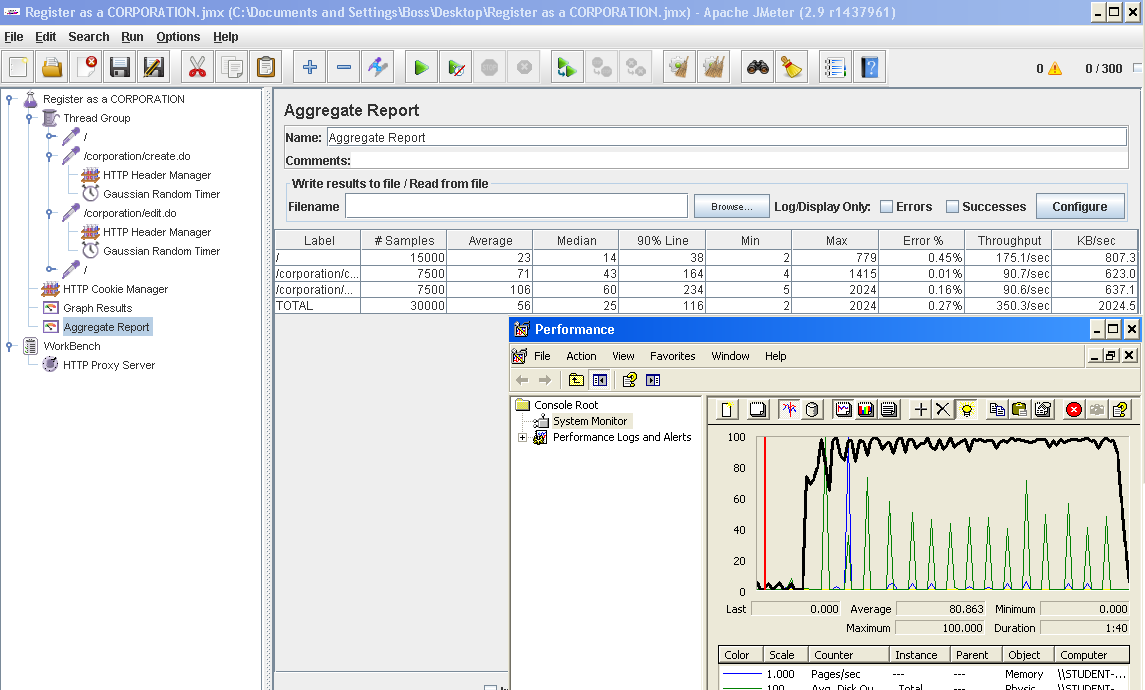 Register as a CORPORATION.jmx (C:\Documents and Settings\Boss\Desktop\Register as a CORPORATION.jmx) - Apache JMeter (2.9 r1437961)
File Edit Search Run Options Help
0 0 / 300
Register as a CORPORATION
Thread Group
/
/corporation/create.do
HTTP Header Manager
Gaussian Random Timer
/corporation/edit.do
HTTP Header Manager
Gaussian Random Timer
/
HTTP Cookie Manager
Graph Results
Aggregate Report
WorkBench
HTTP Proxy Server
Aggregate Report
Name: Aggregate Report
Comments:
Write results to file / Read from file
Filename Browse... Log/Display Only: Errors Successes Configure
Label # Samples Average Median 90% Line Min Max Error % Throughput KB/sec
/ 15000 23 14 38 2 779 0.45% 175.1/sec 807.3
/corporation/c... 7500 71 43 164 4 1415 0.01% 90.7/sec 623.0
/corporation/... 7500 106 60 234 5 2024 0.16% 90.6/sec 637.1
TOTAL 30000 56 25 116 2 2024 0.27% 350.3/sec 2024.5
Performance
File Action View Favorites Window Help
Console Root
System Monitor
Performance Logs and Alerts
100
80
60
40
20
0
Last 0.000 Average 80.863 Minimum 0.000
Maximum 100.000 Duration 1:40
Color Scale Counter Instance Parent Object Computer
1.000 Pages/sec --- --- Memory \\STUDENT-...
100 Avg. Disk Qu _Total --- Physic \\STUDENT-